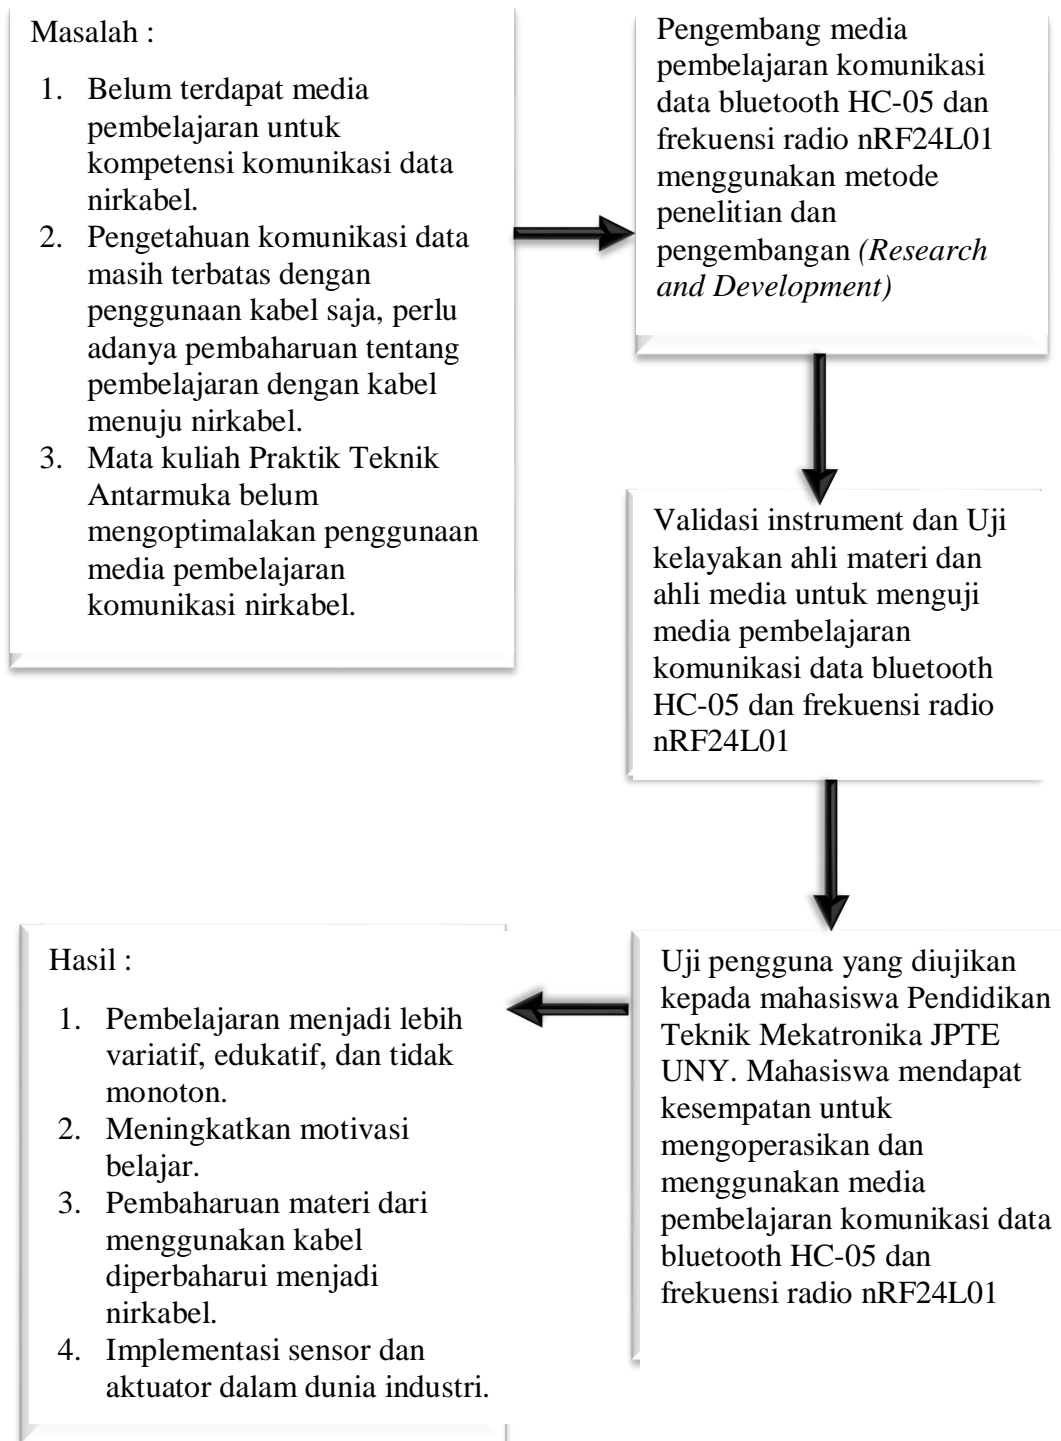 Masalah :
1. Belum terdapat media
pembelajaran untuk
kompetensi komunikasi data
nirkabel.
2. Pengetahuan komunikasi data
masih terbatas dengan
penggunaan kabel saja, perlu
adanya pembaharuan tentang
pembelajaran dengan kabel
menuju nirkabel.
3. Mata kuliah Praktik Teknik
Antarmuka belum
mengoptimalakan penggunaan
media pembelajaran
komunikasi nirkabel.
Pengembang media
pembelajaran komunikasi
data bluetooth HC-05 dan
frekuensi radio nRF24L01
menggunakan metode
penelitian dan
pengembangan (Research
and Development)
Validasi instrument dan Uji
kelayakan ahli materi dan
ahli media untuk menguji
media pembelajaran
komunikasi data bluetooth
HC-05 dan frekuensi radio
nRF24L01
Uji pengguna yang diujikan
kepada mahasiswa Pendidikan
Teknik Mekatronika JPTE
UNY. Mahasiswa mendapat
kesempatan untuk
mengoperasikan dan
menggunakan media
pembelajaran komunikasi data
bluetooth HC-05 dan
frekuensi radio nRF24L01
Hasil :
1. Pembelajaran menjadi lebih
variatif, edukatif, dan tidak
monoton.
2. Meningkatkan motivasi
belajar.
3. Pembaharuan materi dari
menggunakan kabel
diperbaharui menjadi
nirkabel.
4. Implementasi sensor dan
aktuator dalam dunia industri.